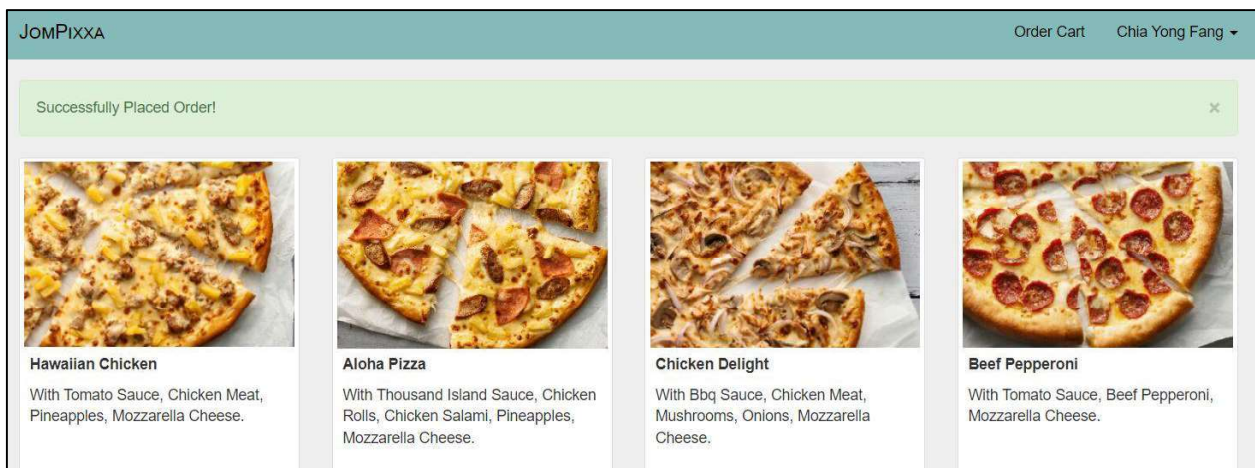 JOMPIXXA
Order Cart
Chia Yong Fang
Successfully Placed Order!
×
Hawaiian Chicken
With Tomato Sauce, Chicken Meat,
Pineapples, Mozzarella Cheese.
Aloha Pizza
With Thousand Island Sauce, Chicken
Rolls, Chicken Salami, Pineapples,
Mozzarella Cheese.
Chicken Delight
With Bbq Sauce, Chicken Meat,
Mushrooms, Onions, Mozzarella
Cheese.
Beef Pepperoni
With Tomato Sauce, Beef Pepperoni,
Mozzarella Cheese.